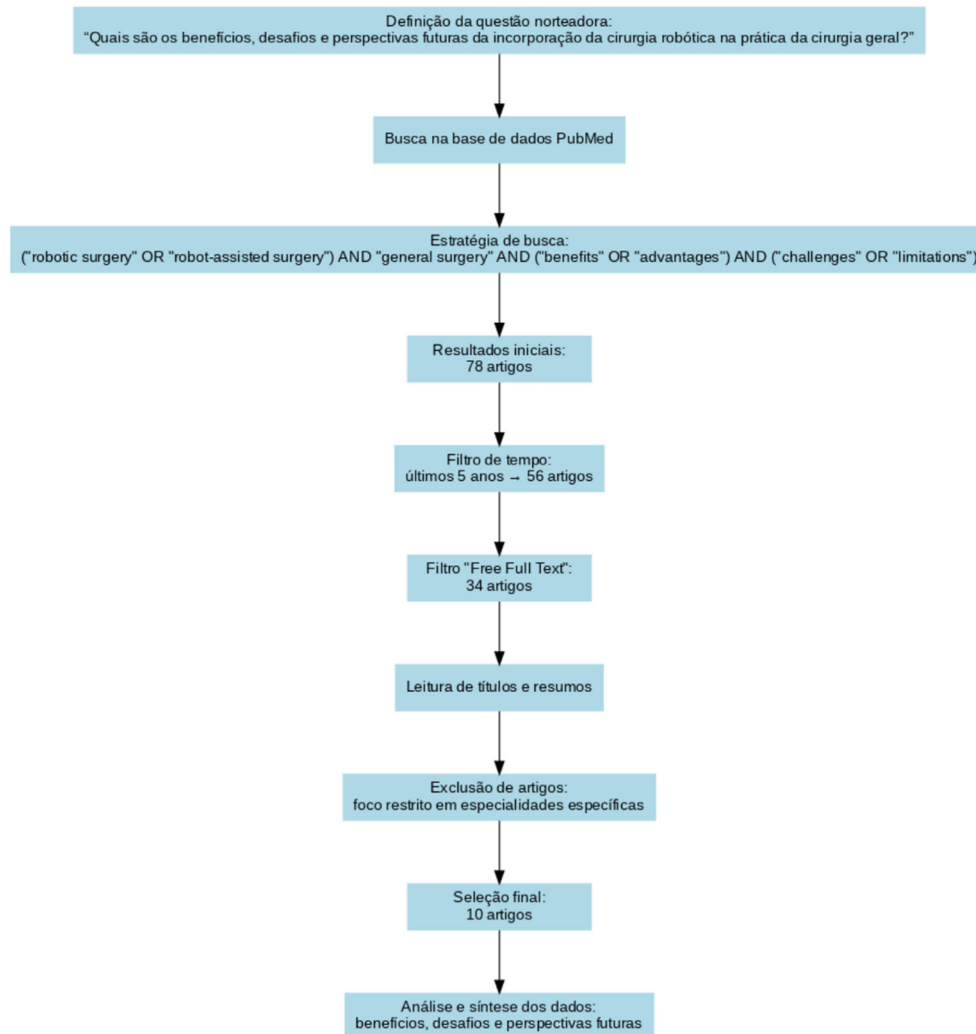 Definição da questão norteadora:
“Quais são os benefícios, desafios e perspectivas futuras da incorporação da cirurgia robótica na prática da cirurgia geral?”
Busca na base de dados PubMed
Estratégia de busca:
("robotic surgery" OR "robot-assisted surgery") AND "general surgery" AND ("benefits" OR "advantages") AND ("challenges" OR "limitations")
Resultados iniciais:
78 artigos
Filtro de tempo:
últimos 5 anos → 56 artigos
Filtro "Free Full Text":
34 artigos
Leitura de títulos e resumos
Exclusão de artigos:
foco restrito em especialidades específicas
Seleção final:
10 artigos
Análise e síntese dos dados:
benefícios, desafios e perspectivas futuras